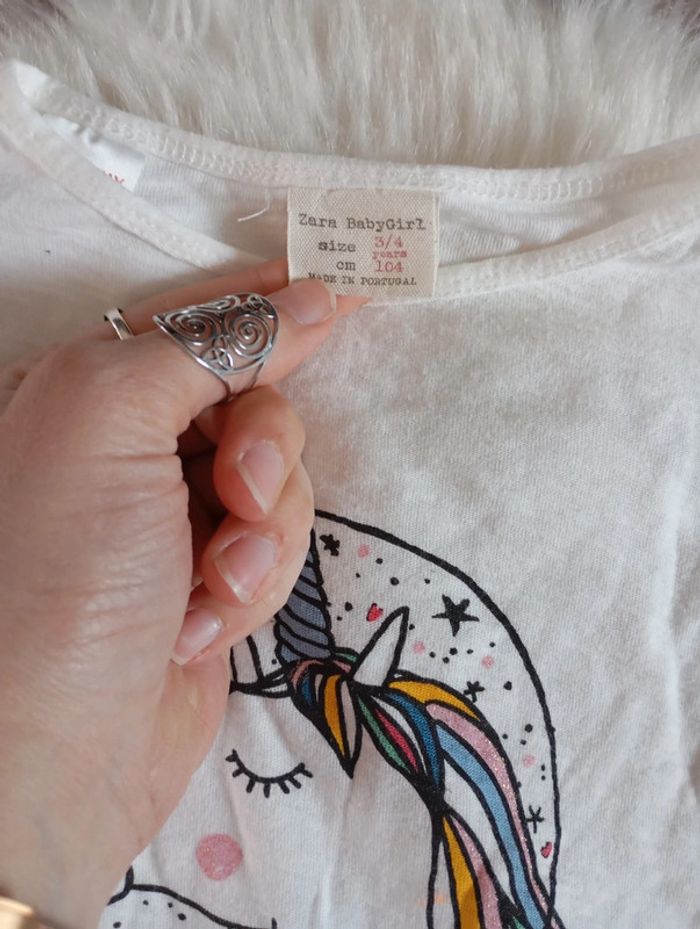 Zara BabyGirl
size 3/4
years
cm 104
MADE IN PORTUGAL